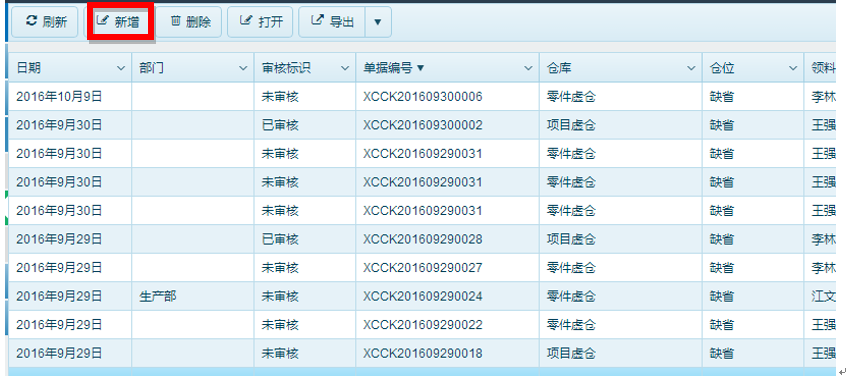 刷新 新增 删除 打开 导出 ▼
日期 部门 审核标识 单据编号▼ 仓库 仓位 领料
2016年10月9日 未审核 XCCK201609300006 零件虚仓 缺省 李林
2016年9月30日 已审核 XCCK201609300002 项目虚仓 缺省 王强
2016年9月30日 未审核 XCCK201609290031 零件虚仓 缺省 王强
2016年9月30日 未审核 XCCK201609290031 零件虚仓 缺省 王强
2016年9月30日 未审核 XCCK201609290031 零件虚仓 缺省 王强
2016年9月29日 已审核 XCCK201609290028 项目虚仓 缺省 李林
2016年9月29日 未审核 XCCK201609290027 零件虚仓 缺省 李林
2016年9月29日 生产部 未审核 XCCK201609290024 零件虚仓 缺省 江文
2016年9月29日 未审核 XCCK201609290022 零件虚仓 缺省 王强
2016年9月29日 未审核 XCCK201609290018 项目虚仓 缺省 王强